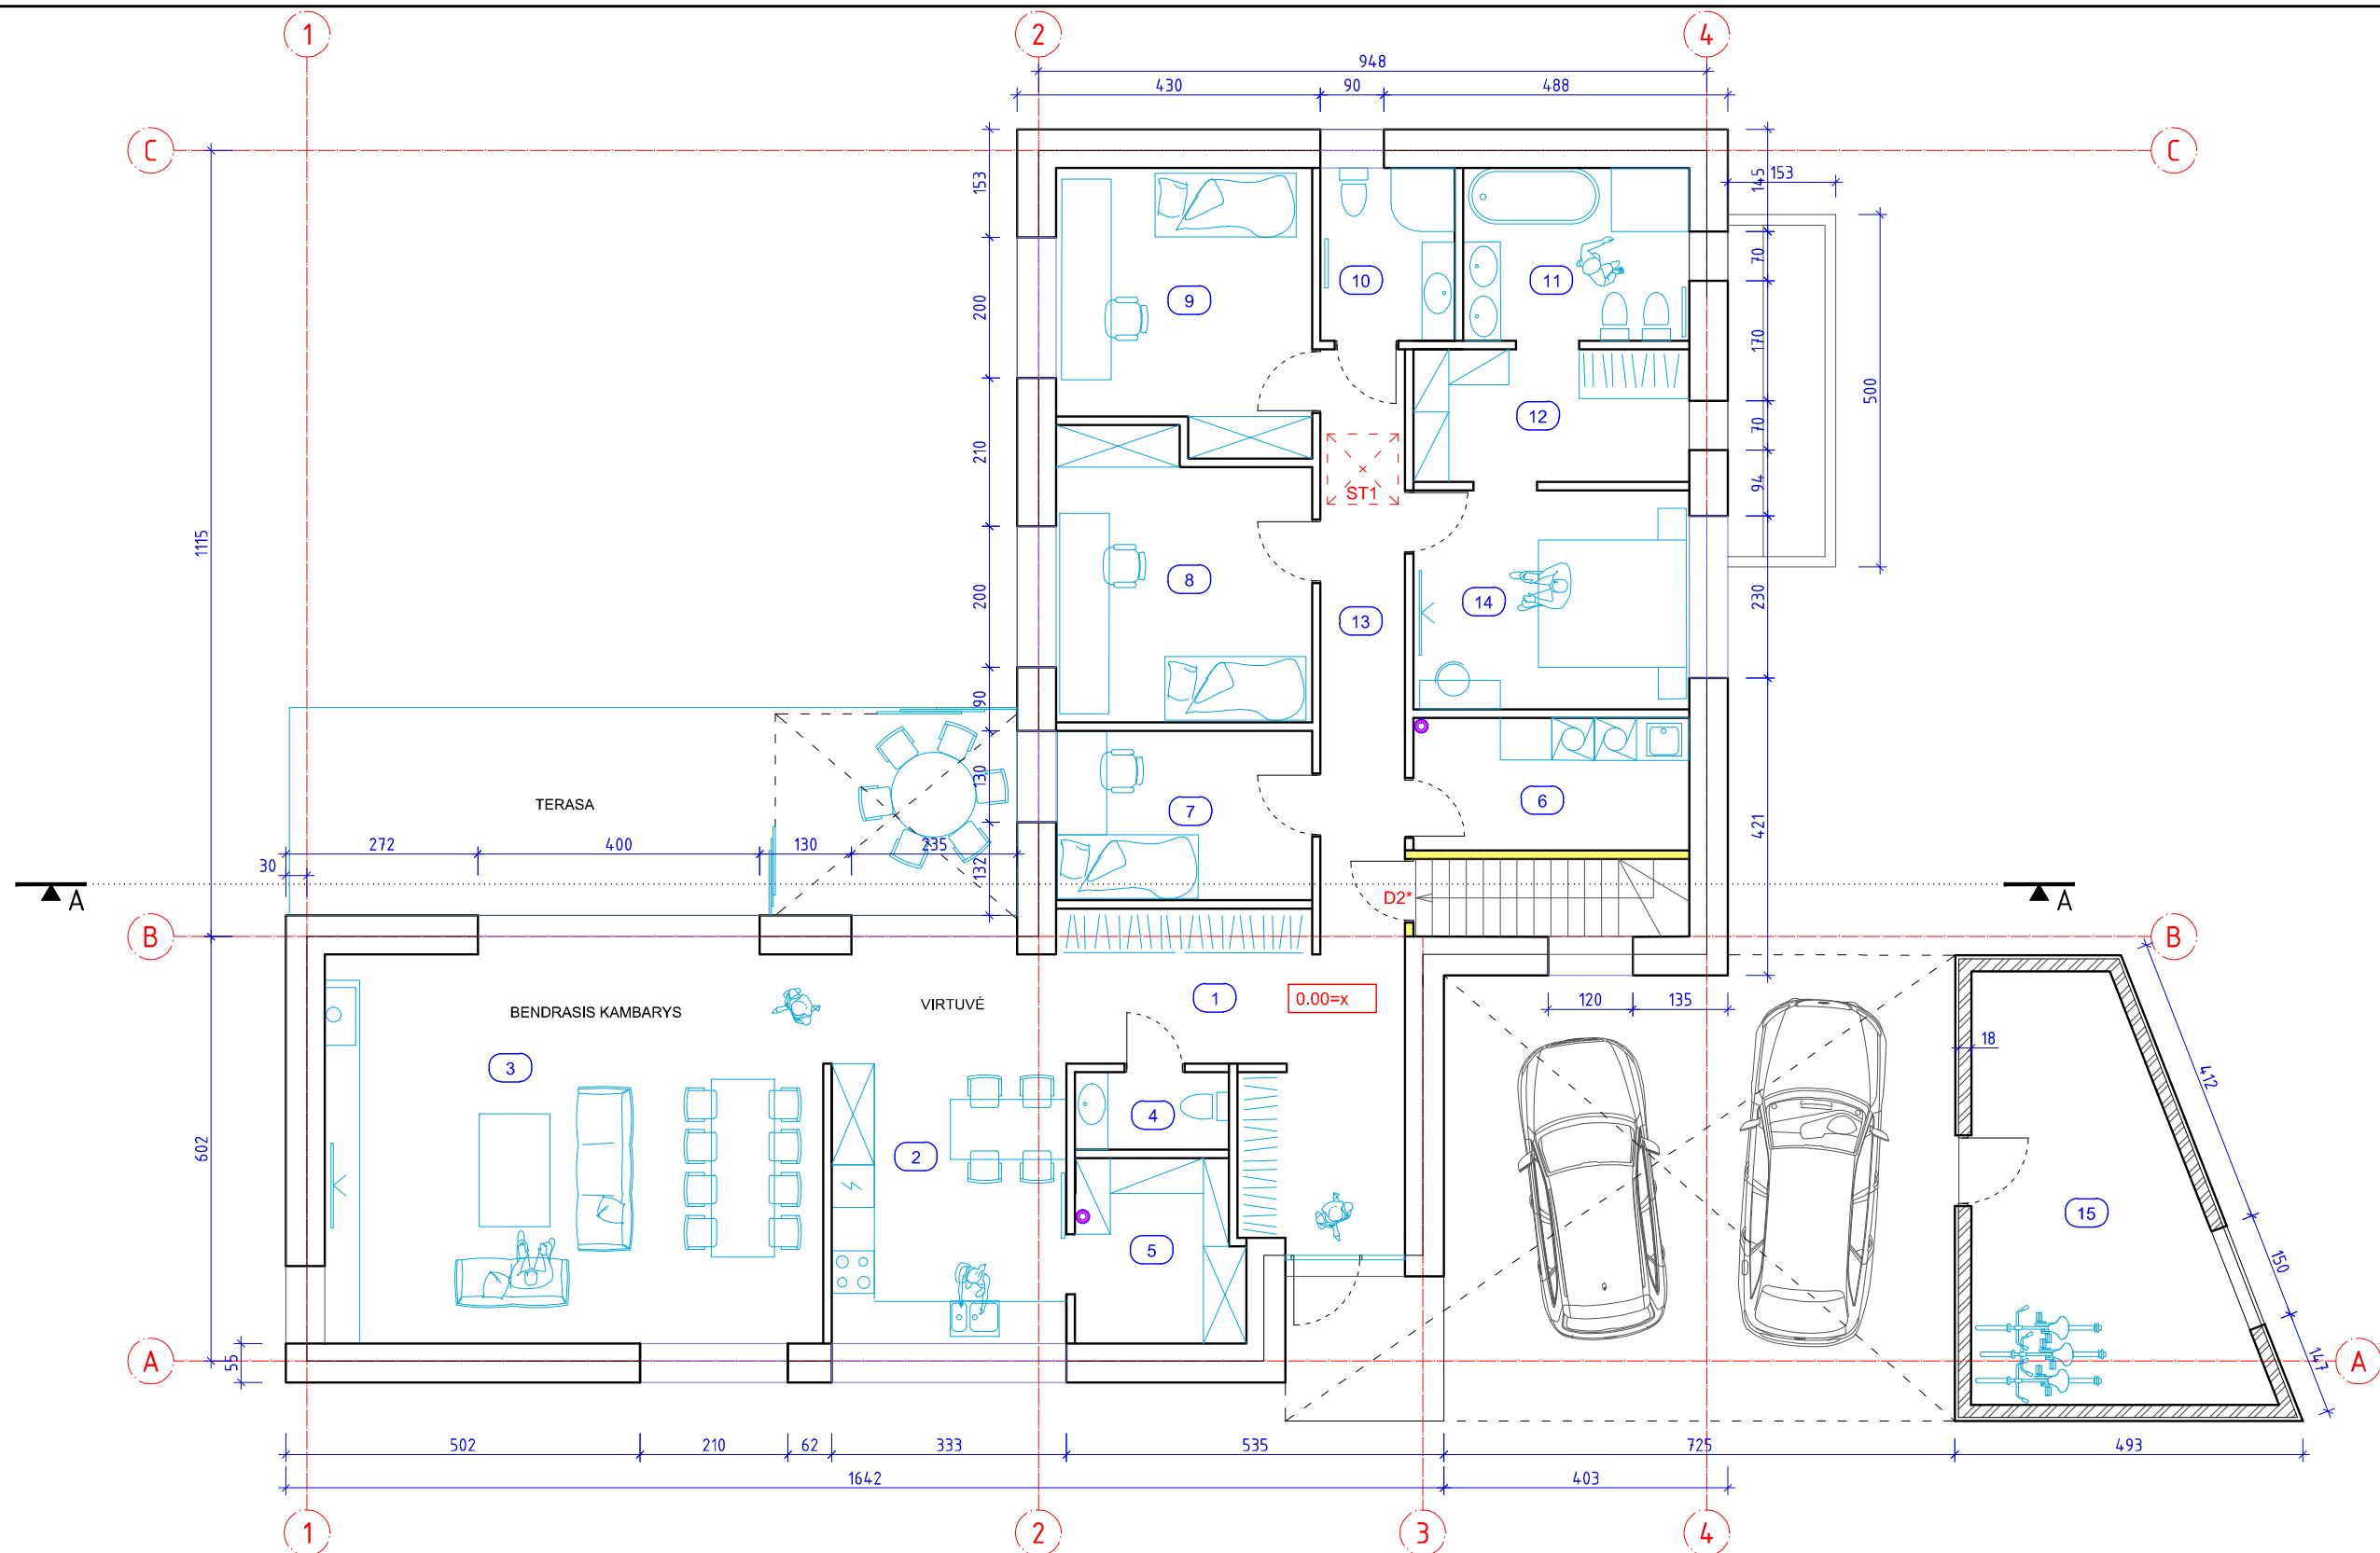 1 2 4
948
430 90 488
C C
153 145 153
9 10 11
200 70
170
500
12
210 70
ST1 94
1115
8 14 13
200 230
90
TERASA 130 7 6 421
272 400 130 235
30 132
A D2* A
B B
BENDRASIS KAMBARYS VIRTUVĖ 1 0.00=x 120 135
3 18 412
4
602 2 15
5 150
A 55 147 A
502 210 62 333 535 725 493
1642 403
1 2 3 4